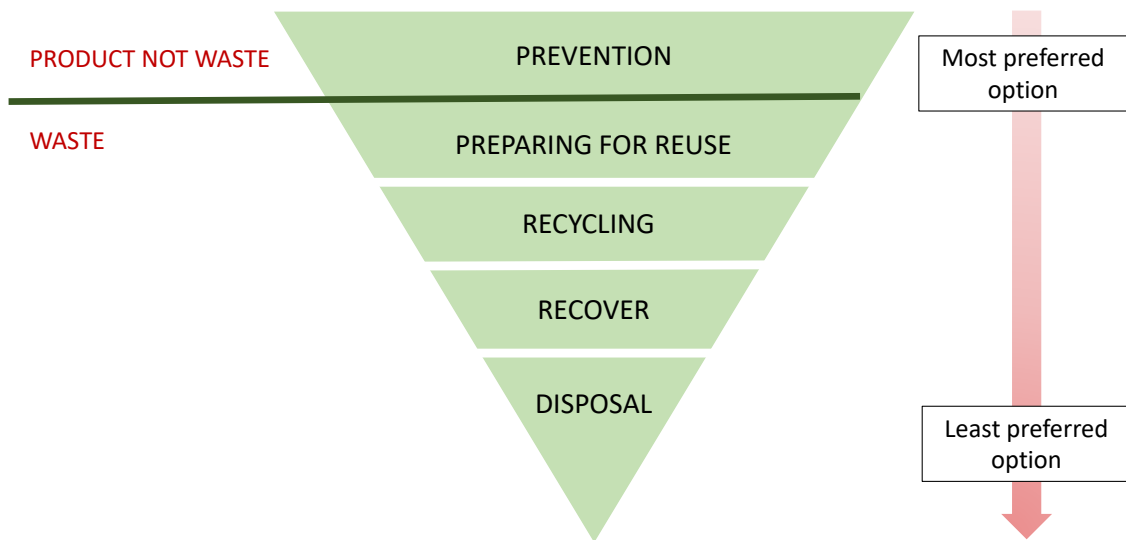 PRODUCT NOT WASTE
PREVENTION
Most preferred
option
WASTE
PREPARING FOR REUSE
RECYCLING
RECOVER
DISPOSAL
Least preferred
option